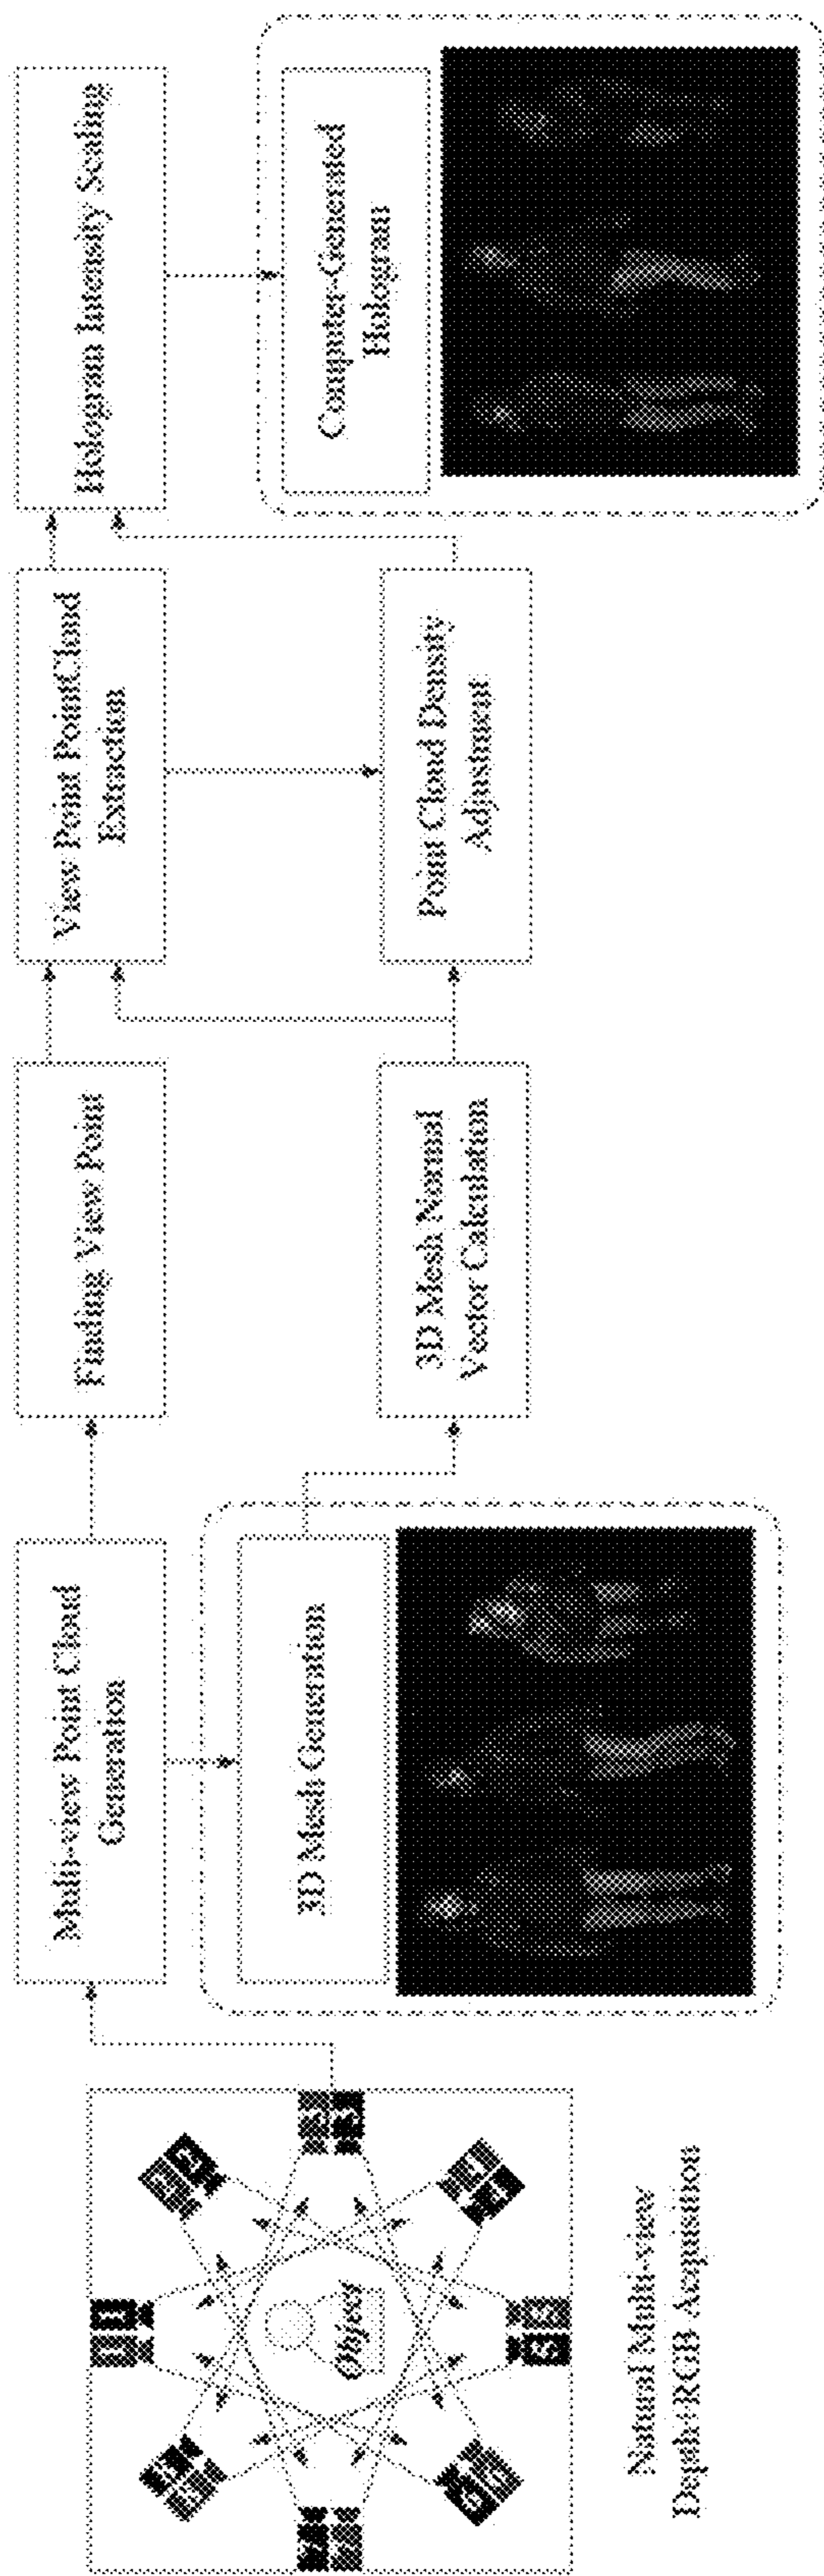 Natural Multi-view
Depth+RGB Acquisition
Object
Multi-view Point Cloud
Generation
3D Mesh Generation
Finding View Point
3D Mesh Normal
Vector Calculation
View Point PointCloud
Extraction
Point Cloud Density
Adjustment
Hologram Intensity Scaling
Computer-Generated
Hologram